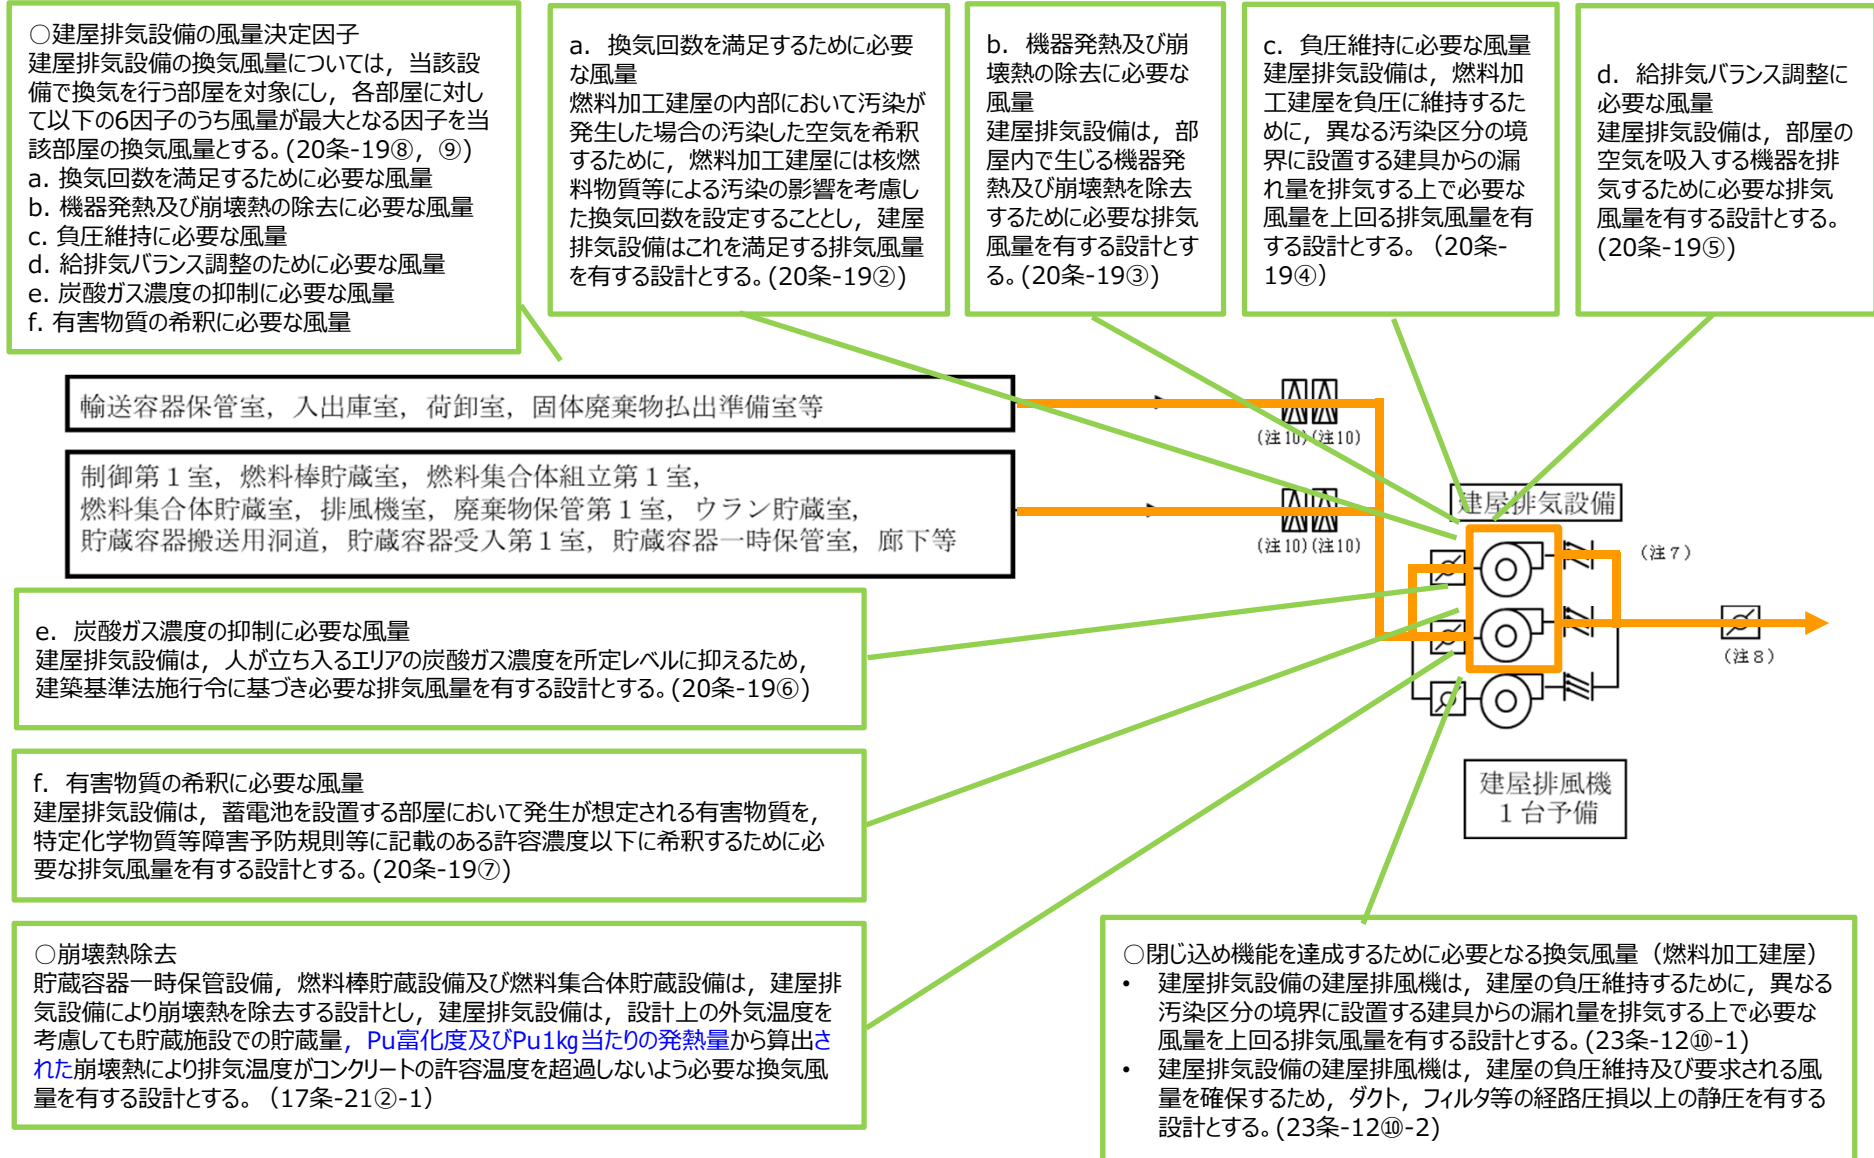 ○建屋排気設備の風量決定因子
建屋排気設備の換気風量については，当該設
備で換気を行う部屋を対象にし，各部屋に対し
て以下の6因子のうち風量が最大となる因子を当
該部屋の換気風量とする。(20条-19⑧，⑨)
a. 換気回数を満足するために必要な風量
b. 機器発熱及び崩壊熱の除去に必要な風量
c. 負圧維持に必要な風量
d. 給排気バランス調整のために必要な風量
e. 炭酸ガス濃度の抑制に必要な風量
f. 有害物質の希釈に必要な風量
a. 換気回数を満足するために必要
な風量
燃料加工建屋の内部において汚染が
発生した場合の汚染した空気を希釈
するために，燃料加工建屋には核燃
料物質等による汚染の影響を考慮し
た換気回数を設定することとし，建屋
排気設備はこれを満足する排気風量
を有する設計とする。(20条-19②)
b. 機器発熱及び崩
壊熱の除去に必要な
風量
建屋排気設備は，部
屋内で生じる機器発
熱及び崩壊熱を除去
するために必要な排気
風量を有する設計とす
る。(20条-19③)
c. 負圧維持に必要な風量
建屋排気設備は，燃料加
工建屋を負圧に維持するた
めに，異なる汚染区分の境
界に設置する建具からの漏
れ量を排気する上で必要な
風量を上回る排気風量を有
する設計とする。（20条-
19④）
d. 給排気バランス調整に
必要な風量
建屋排気設備は，部屋の
空気を吸入する機器を排
気するために必要な排気
風量を有する設計とする。
(20条-19⑤)
輸送容器保管室，入出庫室，荷卸室，固体廃棄物払出準備室等
(注10)(注10)
制御第１室，燃料棒貯蔵室，燃料集合体組立第１室，
燃料集合体貯蔵室，排風機室，廃棄物保管第１室，ウラン貯蔵室，
貯蔵容器搬送用洞道，貯蔵容器受入第１室，貯蔵容器一時保管室，廊下等
(注10)(注10)
建屋排気設備
(注７)
(注８)
建屋排風機
１台予備
e. 炭酸ガス濃度の抑制に必要な風量
建屋排気設備は，人が立ち入るエリアの炭酸ガス濃度を所定レベルに抑えるため，
建築基準法施行令に基づき必要な排気風量を有する設計とする。(20条-19⑥)
f. 有害物質の希釈に必要な風量
建屋排気設備は，蓄電池を設置する部屋において発生が想定される有害物質を，
特定化学物質等障害予防規則等に記載のある許容濃度以下に希釈するために必
要な排気風量を有する設計とする。(20条-19⑦)
○崩壊熱除去
貯蔵容器一時保管設備，燃料棒貯蔵設備及び燃料集合体貯蔵設備は，建屋排
気設備により崩壊熱を除去する設計とし，建屋排気設備は，設計上の外気温度を
考慮しても貯蔵施設での貯蔵量，Pu富化度及びPu1kg当たりの発熱量から算出さ
れた崩壊熱により排気温度がコンクリートの許容温度を超過しないよう必要な換気風
量を有する設計とする。（17条-21②-1）
○閉じ込め機能を達成するために必要となる換気風量（燃料加工建屋）
• 建屋排気設備の建屋排風機は，建屋の負圧維持するために，異なる
汚染区分の境界に設置する建具からの漏れ量を排気する上で必要な
風量を上回る排気風量を有する設計とする。(23条-12⑩-1)
• 建屋排気設備の建屋排風機は，建屋の負圧維持及び要求される風
量を確保するため，ダクト，フィルタ等の経路圧損以上の静圧を有する
設計とする。(23条-12⑩-2)